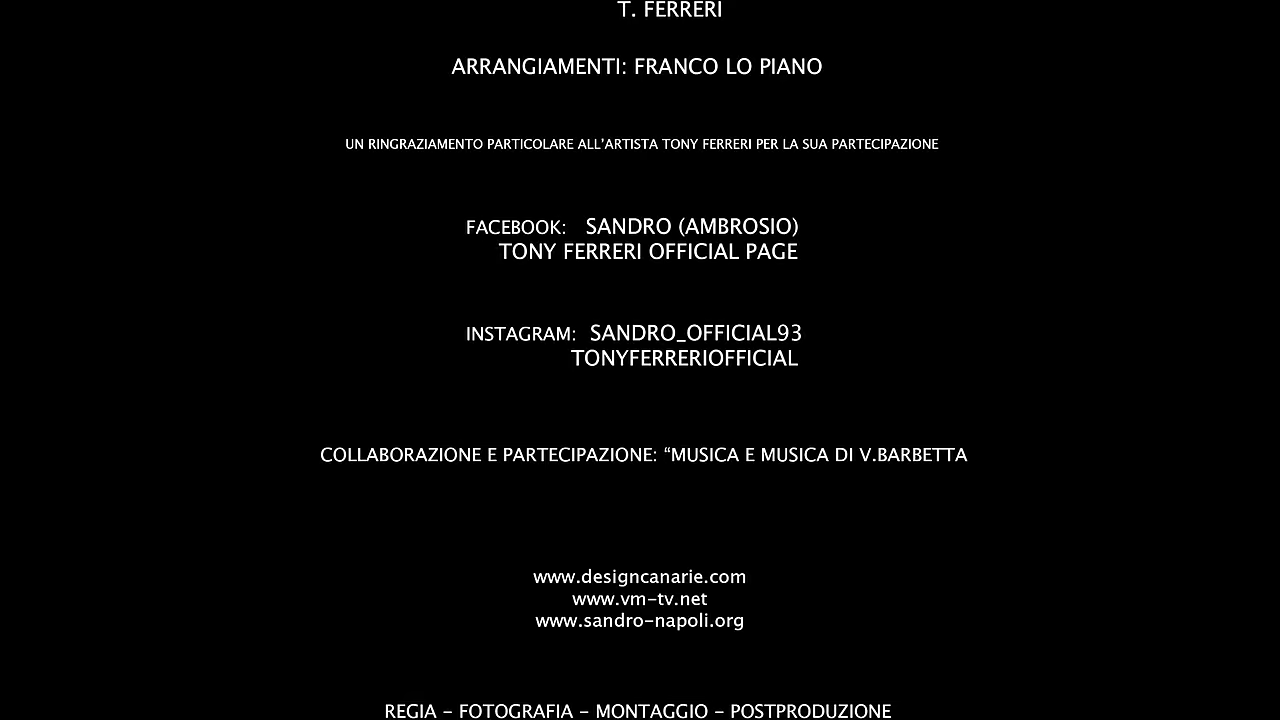 T. FERRERI
ARRANGIAMENTI: FRANCO LO PIANO
UN RINGRAZIAMENTO PARTICOLARE ALL'ARTISTA TONY FERRERI PER LA SUA PARTECIPAZIONE
FACEBOOK: SANDRO (AMBROSIO)
TONY FERRERI OFFICIAL PAGE
INSTAGRAM: SANDRO_OFFICIAL93
TONYFERRERIOFFICIAL
COLLABORAZIONE E PARTECIPAZIONE: “MUSICA E MUSICA DI V.BARBETTA
www.designcanarie.com
www.vm-tv.net
www.sandro-napoli.org
REGIA – FOTOGRAFIA – MONTAGGIO – POSTPRODUZIONE